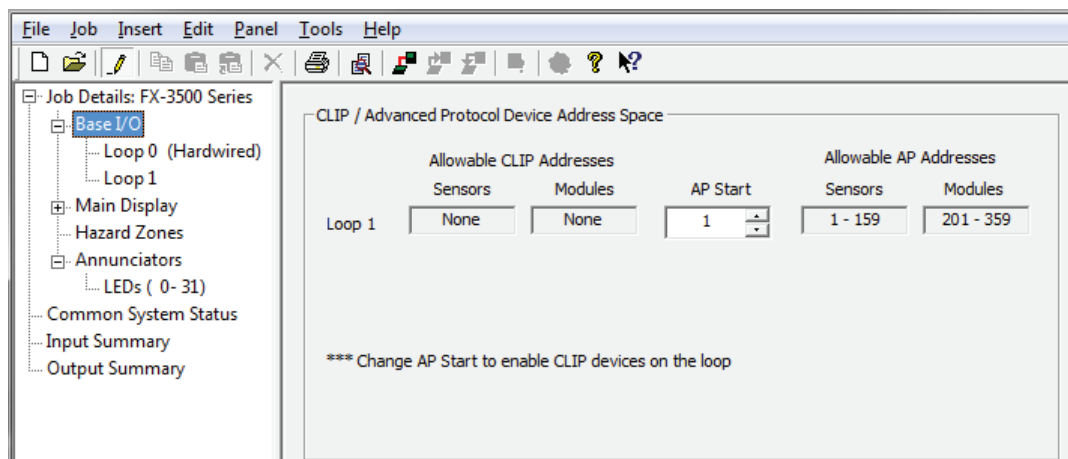 File Job Insert Edit Panel Tools Help
Job Details: FX-3500 Series
Base I/O
Loop 0 (Hardwired)
Loop 1
Main Display
Hazard Zones
Annunciators
LEDs ( 0- 31)
Common System Status
Input Summary
Output Summary
CLIP / Advanced Protocol Device Address Space
Allowable CLIP Addresses Allowable AP Addresses
Sensors Modules AP Start Sensors Modules
Loop 1 None None 1 1 - 159 201 - 359
*** Change AP Start to enable CLIP devices on the loop